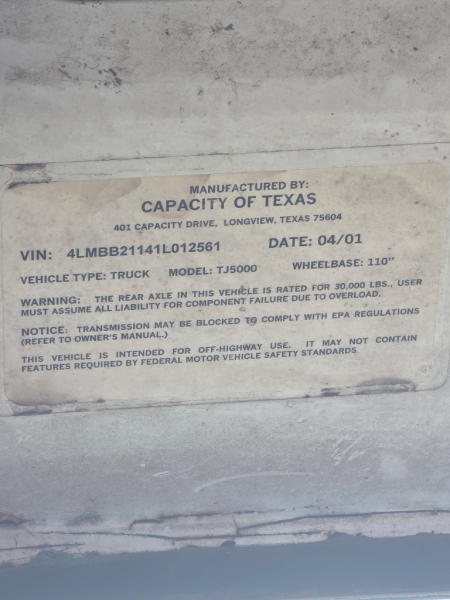 MANUFACTURED BY:
CAPACITY OF TEXAS
401 CAPACITY DRIVE, LONGVIEW, TEXAS 75604
VIN: 4LMBB21141L012561 DATE: 04/01
VEHICLE TYPE: TRUCK MODEL: TJ5000 WHEELBASE: 110"
WARNING: THE REAR AXLE IN THIS VEHICLE IS RATED FOR 30,000 LBS., USER
MUST ASSUME ALL LIABILITY FOR COMPONENT FAILURE DUE TO OVERLOAD.
NOTICE: TRANSMISSION MAY BE BLOCKED TO COMPLY WITH EPA REGULATIONS
(REFER TO OWNER'S MANUAL.)
THIS VEHICLE IS INTENDED FOR OFF-HIGHWAY USE. IT MAY NOT CONTAIN
FEATURES REQUIRED BY FEDERAL MOTOR VEHICLE SAFETY STANDARDS.